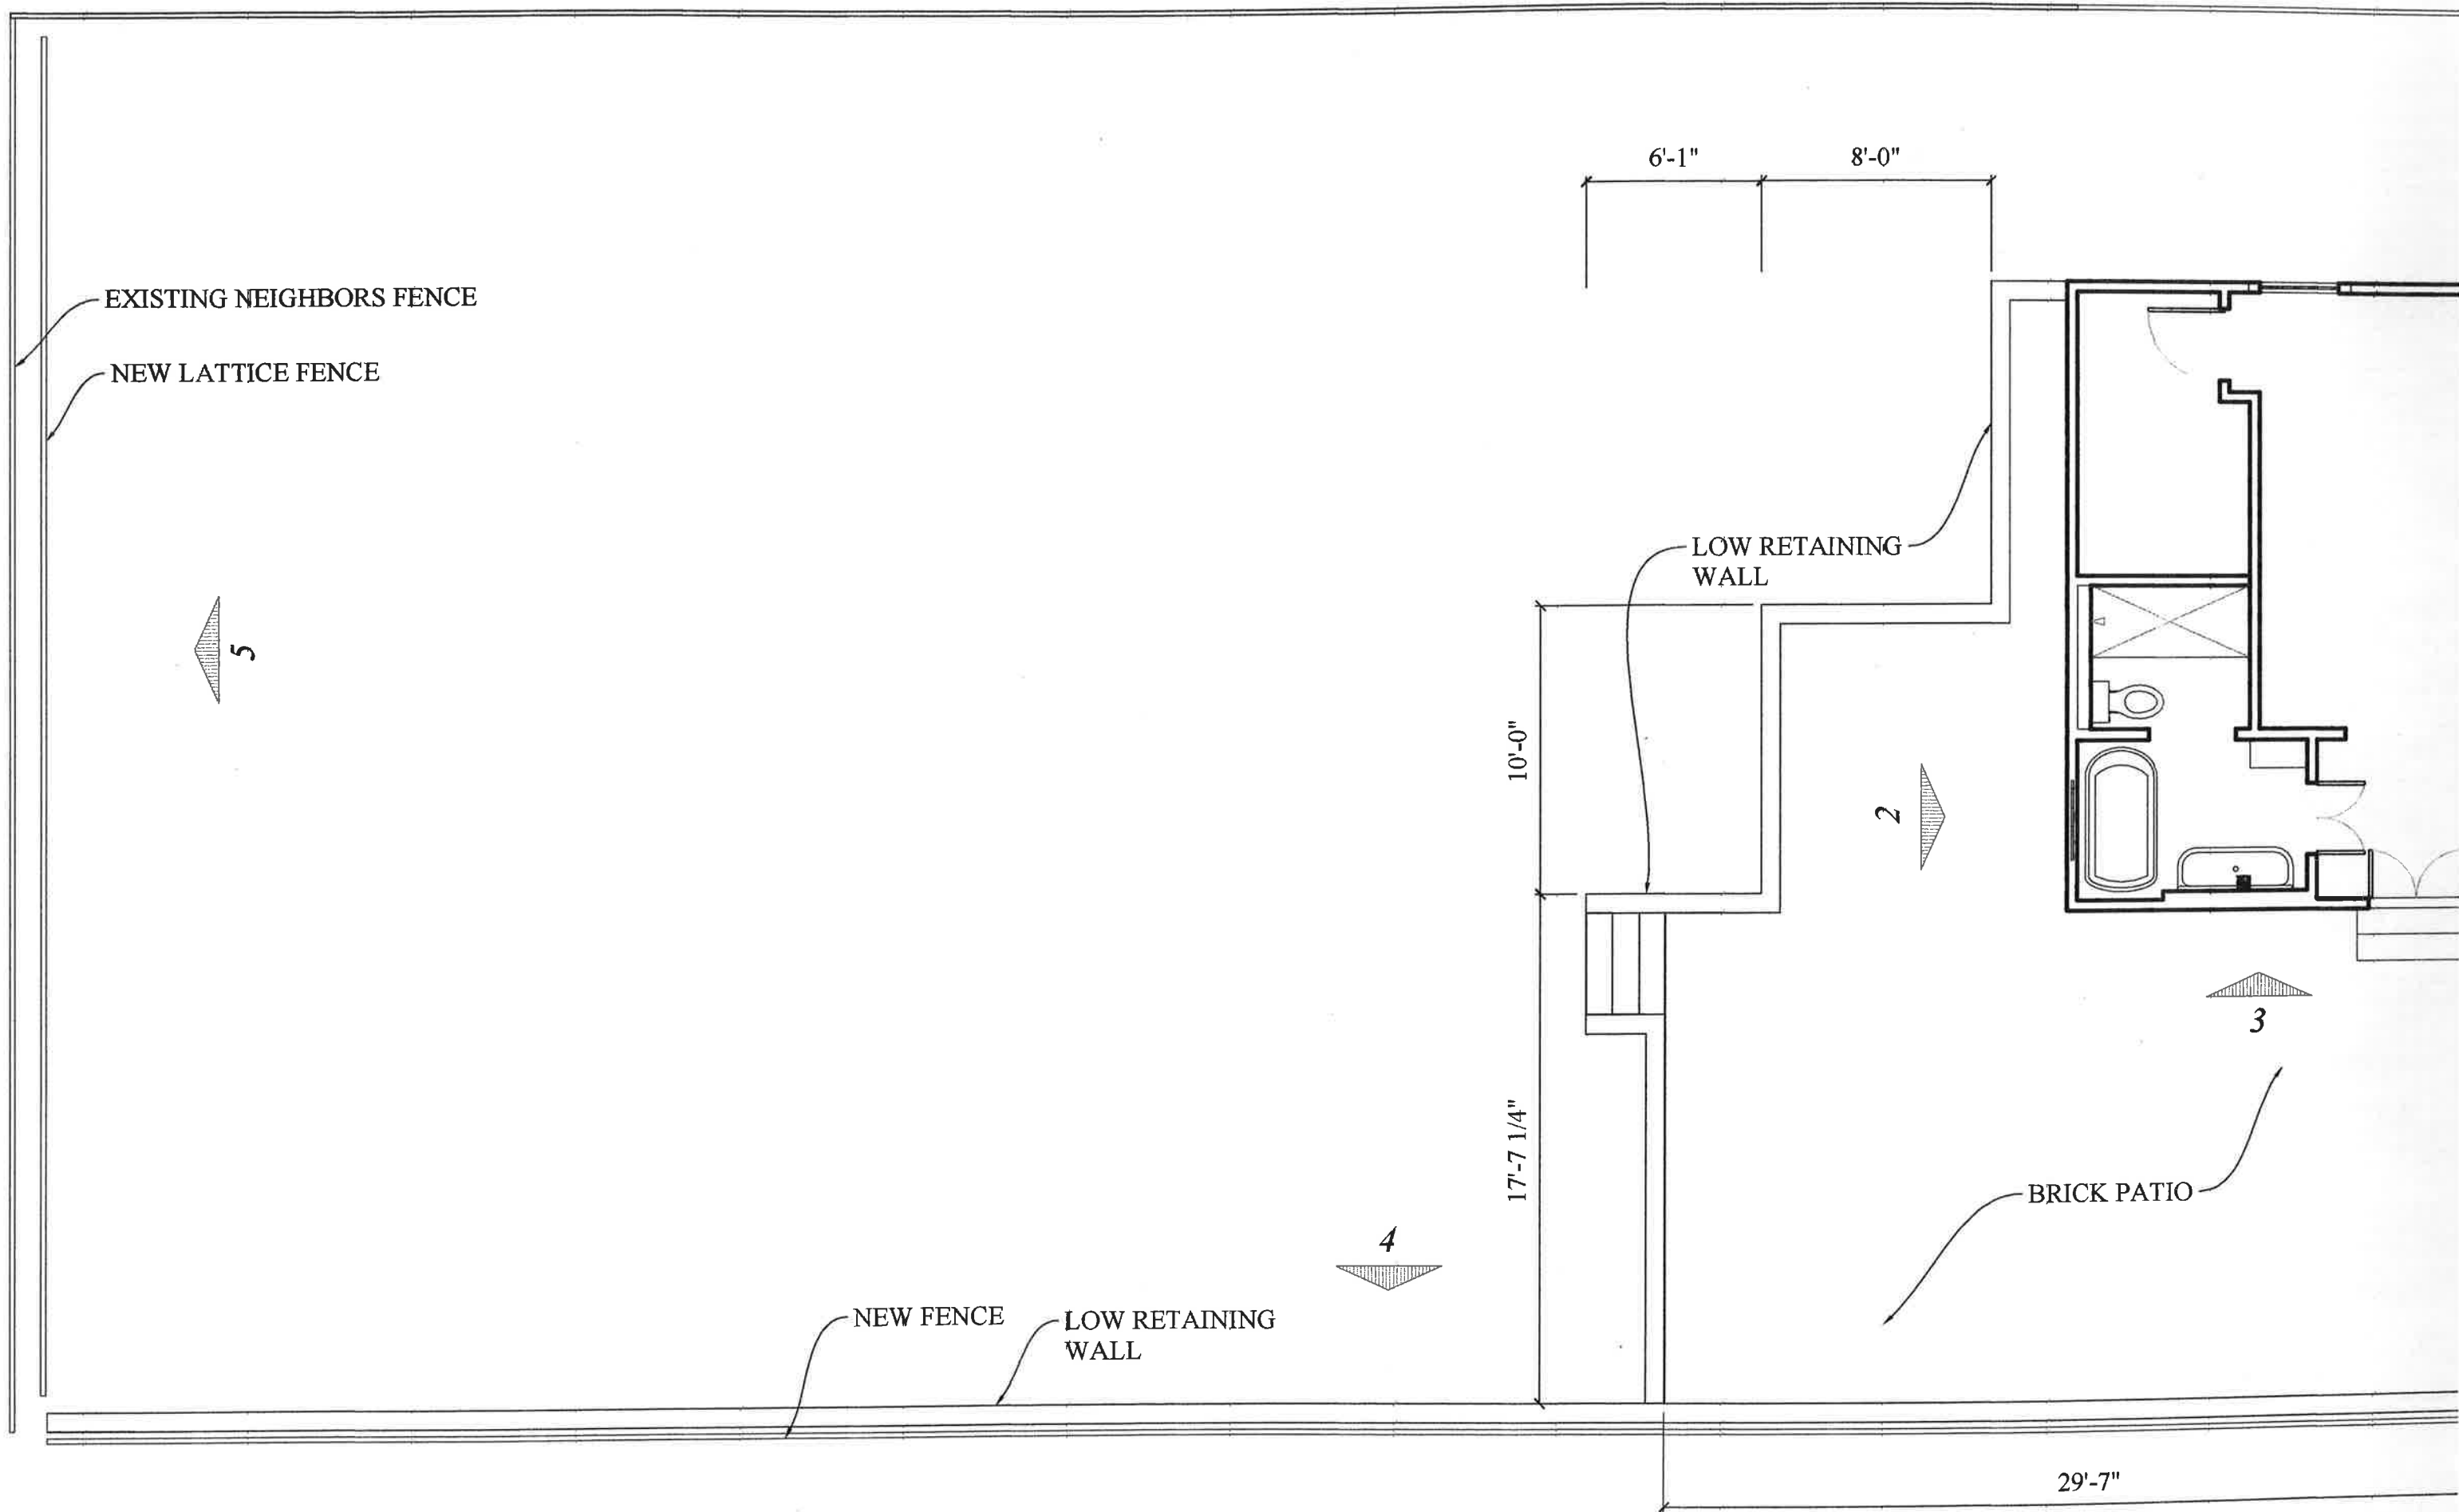 6'-1"
8'-0"
EXISTING NEIGHBORS FENCE
NEW LATTICE FENCE
LOW RETAINING
WALL
5
10'-0"
2
3
17'-7 1/4"
BRICK PATIO
4
NEW FENCE
LOW RETAINING
WALL
29'-7"